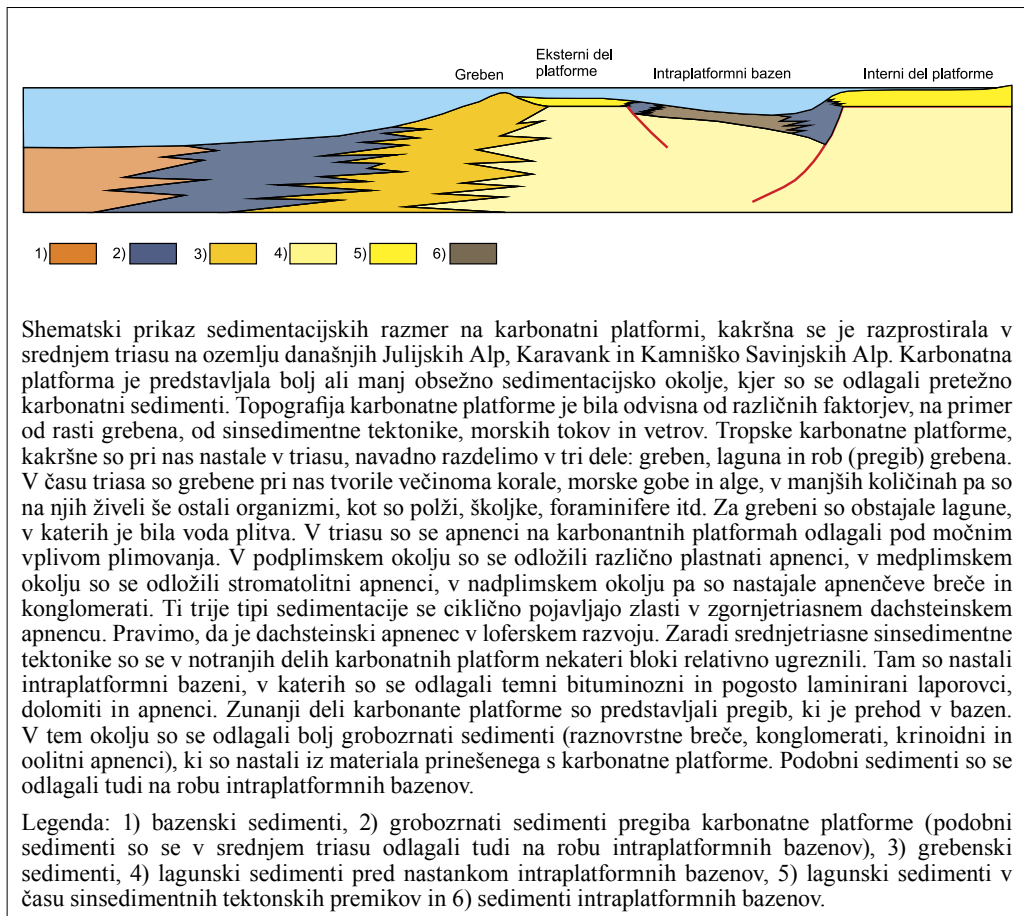 Eksterni del
platforme
Greben
Intraplatformni bazen
Interni del platforme
1) 2) 3) 4) 5) 6)
Shematski prikaz sedimentacijskih razmer na karbonatni platformi, kakršna se je razprostirala v
srednjem triasu na ozemlju današnjih Julijskih Alp, Karavank in Kamniško Savinjskih Alp. Karbonatna
platforma je predstavljala bolj ali manj obsežno sedimentacijsko okolje, kjer so se odlagali pretežno
karbonatni sedimenti. Topografija karbonatne platforme je bila odvisna od različnih faktorjev, na primer
od rasti grebena, od sinsedimentne tektonike, morskih tokov in vetrov. Tropske karbonatne platforme,
kakršne so pri nas nastale v triasu, navadno razdelimo v tri dele: greben, laguna in rob (pregib) grebena.
V času triasa so grebene pri nas tvorile večinoma korale, morske gobe in alge, v manjših količinah pa so
na njih živeli še ostali organizmi, kot so polži, školjke, foraminifere itd. Za grebeni so obstajale lagune,
v katerih je bila voda plitva. V triasu so se apnenci na karbonantnih platformah odlagali pod močnim
vplivom plimovanja. V podplimskem okolju so se odložili različno plastnati apnenci, v medplimskem
okolju so se odložili stromatolitni apnenci, v nadplimskem okolju pa so nastajale apnenčeve breče in
konglomerati. Ti trije tipi sedimentacije se ciklično pojavljajo zlasti v zgornjetriasnem dachsteinskem
apnencu. Pravimo, da je dachsteinski apnenec v loferskem razvoju. Zaradi srednjetriasne sinsedimentne
tektonike so se v notranjih delih karbonatnih platform nekateri bloki relativno ugreznili. Tam so nastali
intraplatformni bazeni, v katerih so se odlagali temni bituminozni in pogosto laminirani laporovci,
dolomiti in apnenci. Zunanji deli karbonante platforme so predstavljali pregib, ki je prehod v bazen.
V tem okolju so se odlagali bolj grobozrnati sedimenti (raznovrstne breče, konglomerati, krinoidni in
oolitni apnenci), ki so nastali iz materiala prinešenega s karbonatne platforme. Podobni sedimenti so se
odlagali tudi na robu intraplatformnih bazenov.
Legenda: 1) bazenski sedimenti, 2) grobozrnati sedimenti pregiba karbonatne platforme (podobni
sedimenti so se v srednjem triasu odlagali tudi na robu intraplatformnih bazenov), 3) grebenski
sedimenti, 4) lagunski sedimenti pred nastankom intraplatformnih bazenov, 5) lagunski sedimenti v
času sinsedimentnih tektonskih premikov in 6) sedimenti intraplatformnih bazenov.